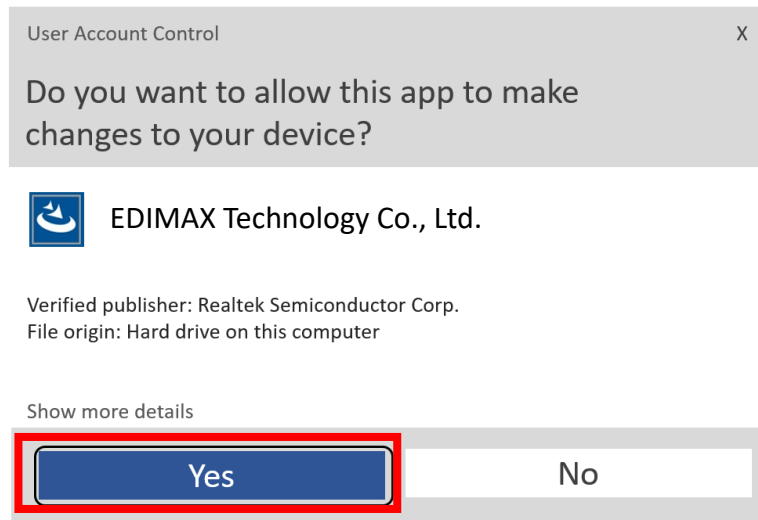 User Account Control
X
Do you want to allow this app to make
changes to your device?
EDIMAX Technology Co., Ltd.
Verified publisher: Realtek Semiconductor Corp.
File origin: Hard drive on this computer
Show more details
Yes
No